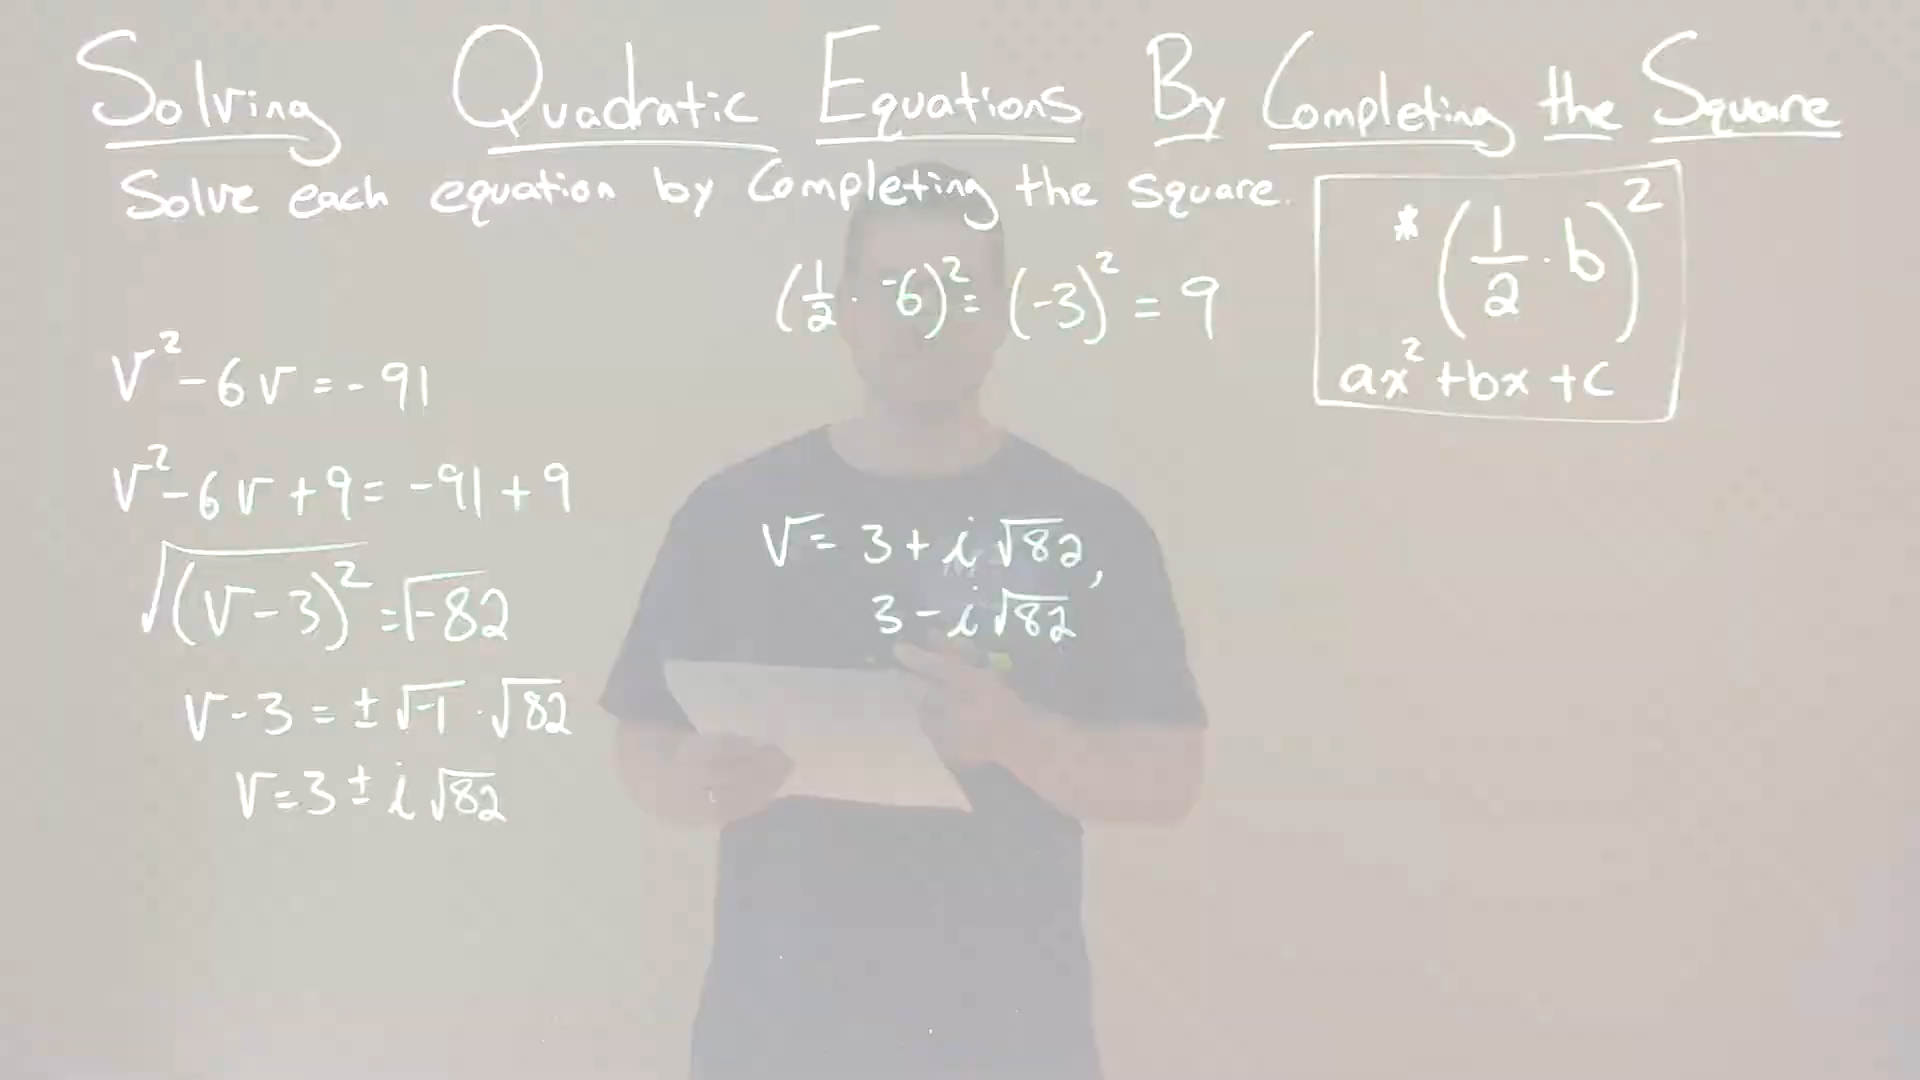 Solving Quadratic Equations By Completing the Square
Solve each equation by Completing the square.
* (1/2 · b)²
ax² + bx + c
(1/2 · -6)² = (-3)² = 9
v² - 6v = -91
v² - 6v + 9 = -91 + 9
√(v - 3)² = √-82
v - 3 = ± √-1 · √82
v = 3 ± i √82
v = 3 + i √82,
3 - i √82